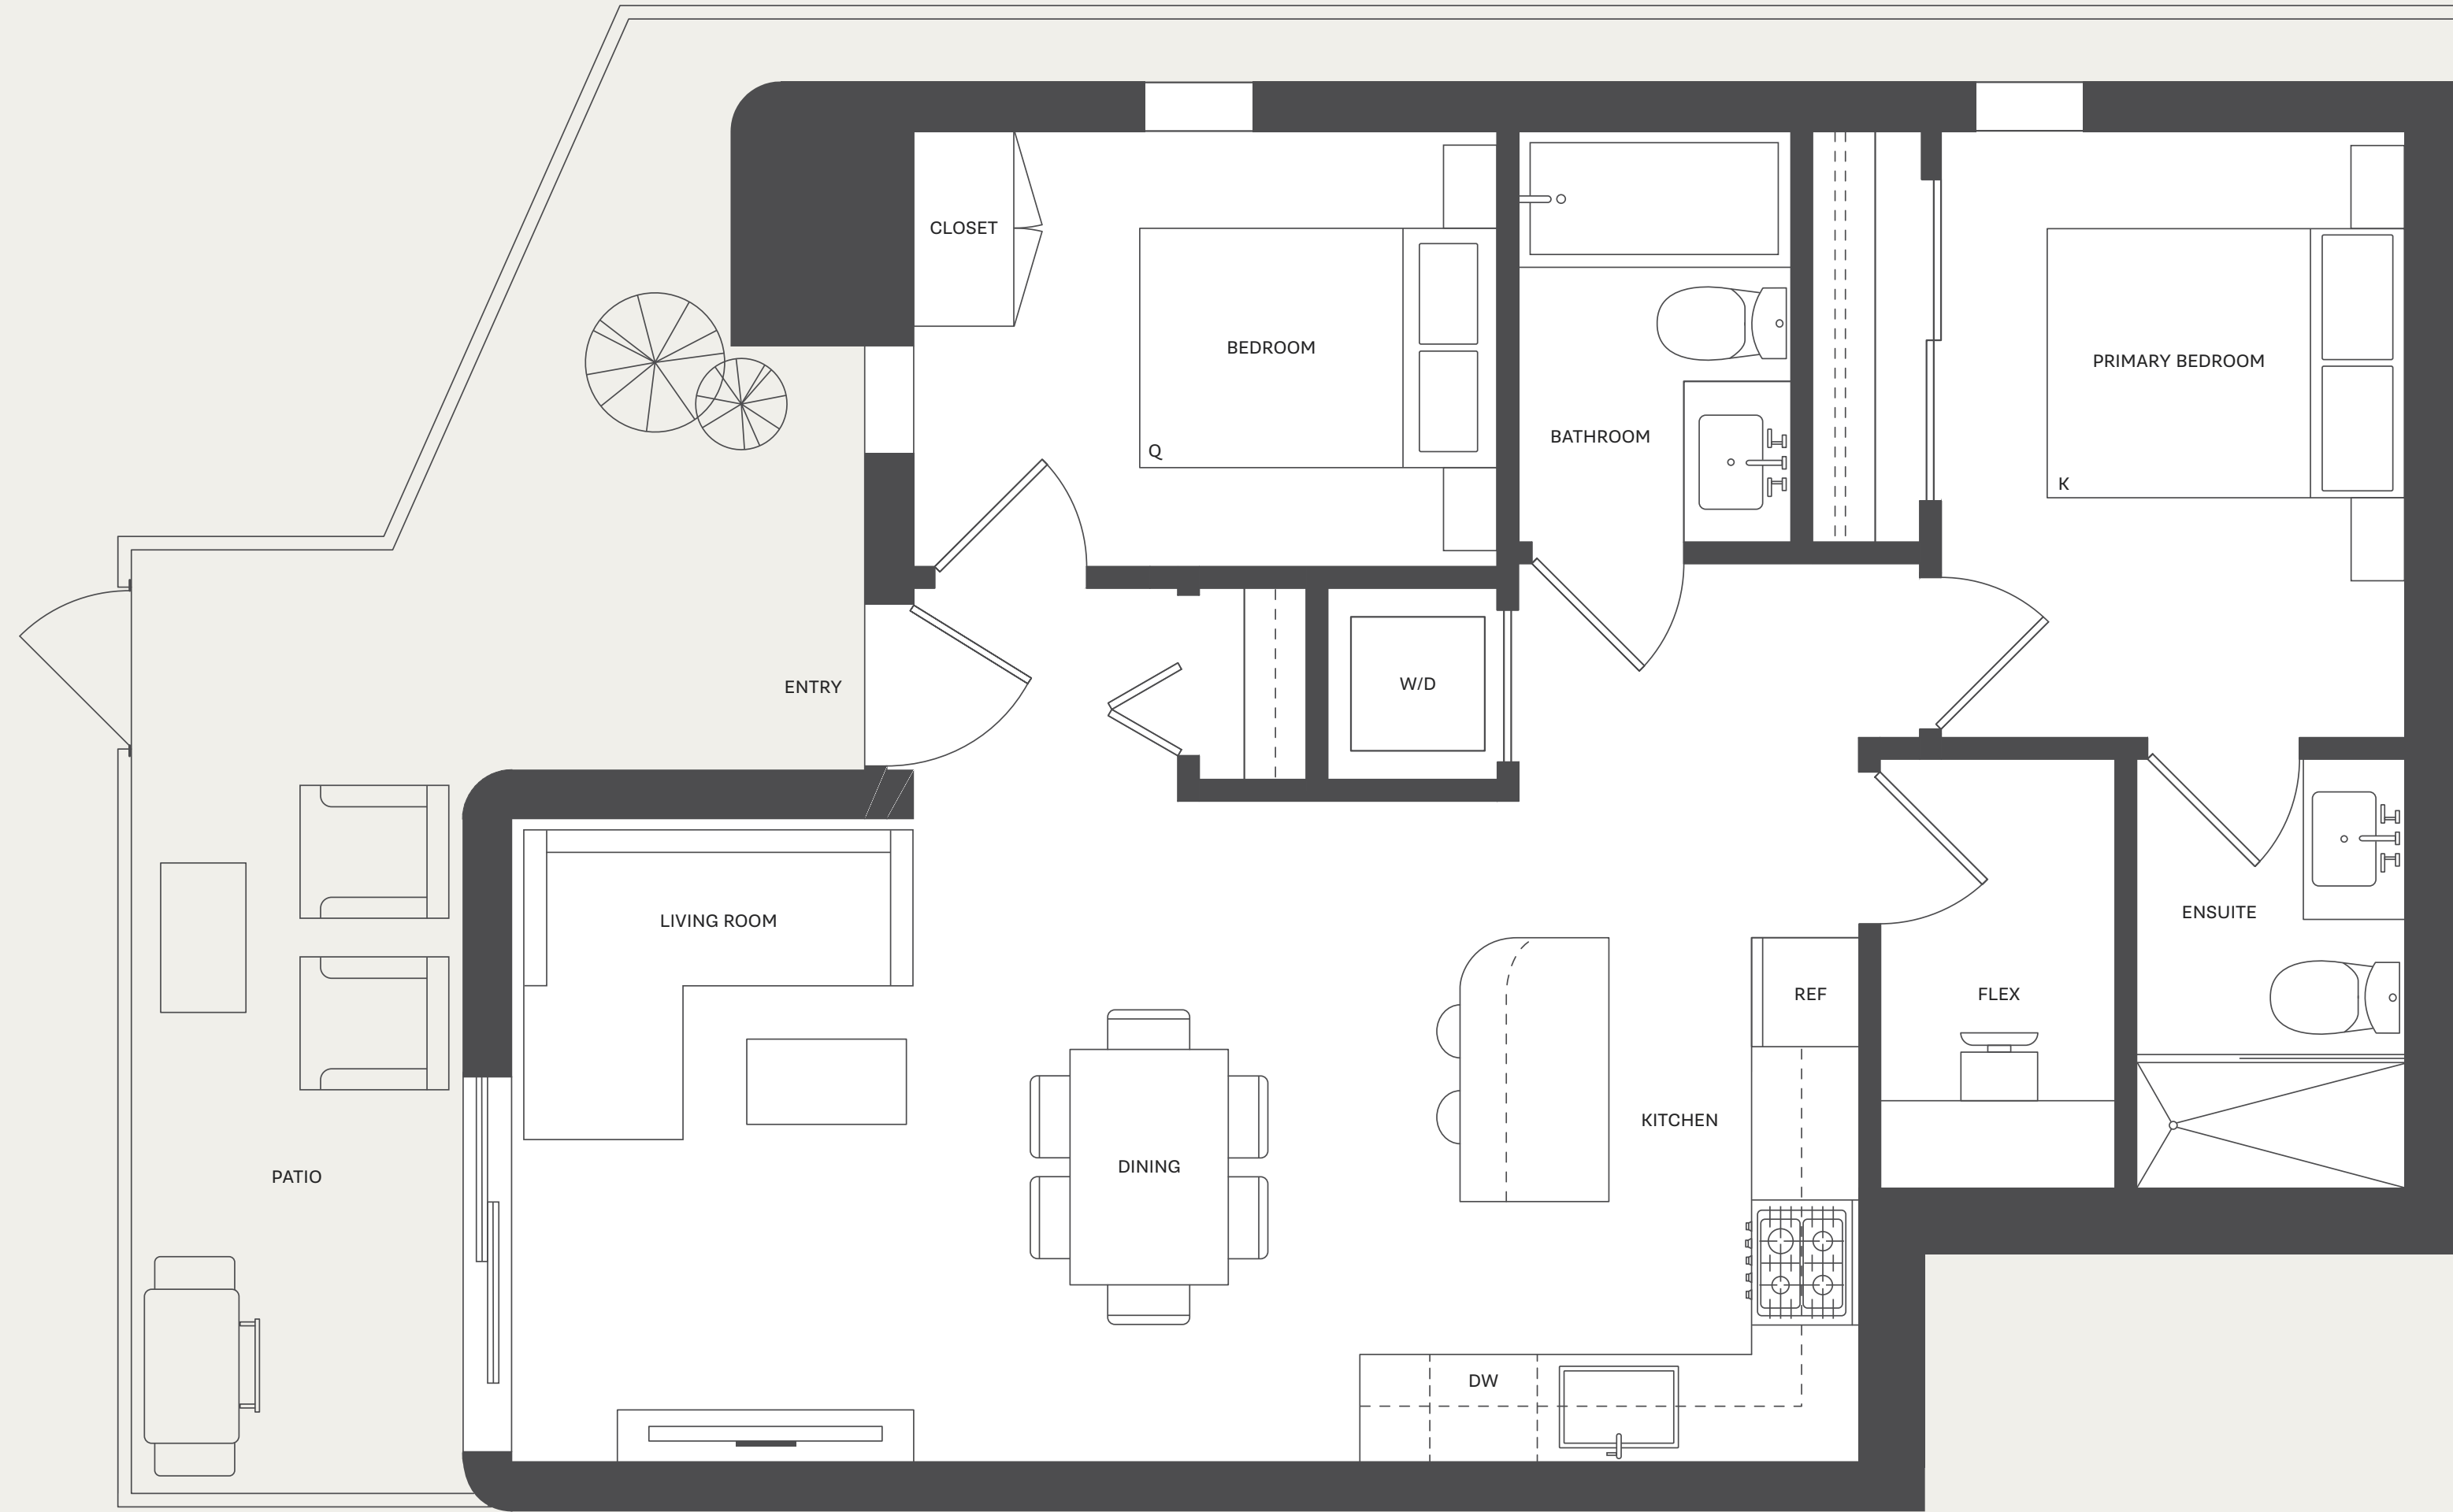 CLOSET
BEDROOM
Q
BATHROOM
PRIMARY BEDROOM
K
ENTRY
W/D
LIVING ROOM
ENSUITE
REF
FLEX
KITCHEN
DINING
PATIO
DW